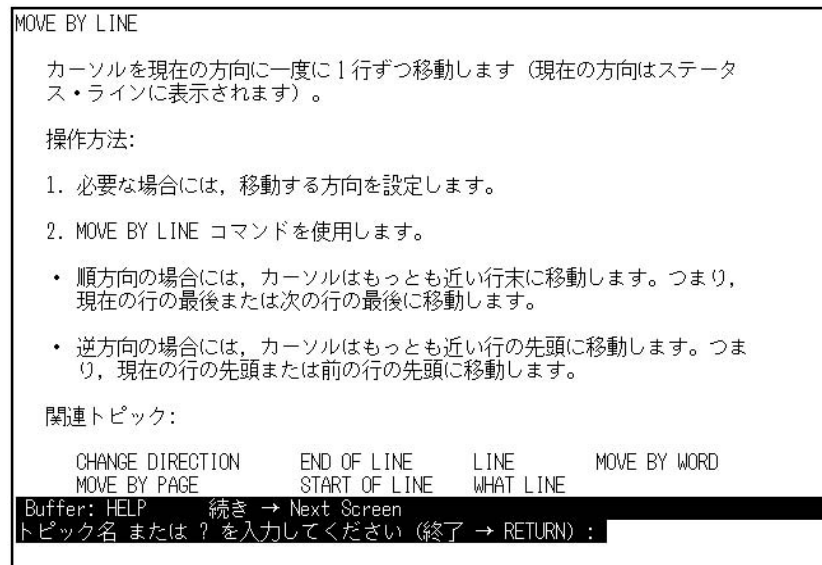 MOVE BY LINE
カーソルを現在の方向に一度に1行ずつ移動します（現在の方向はステータ
ス・ラインに表示されます）。
操作方法:
1. 必要な場合には，移動する方向を設定します。
2. MOVE BY LINE コマンドを使用します。
・ 順方向の場合には，カーソルはもっとも近い行末に移動します。つまり，
現在の行の最後または次の行の最後に移動します。
・ 逆方向の場合には，カーソルはもっとも近い行の先頭に移動します。つま
り，現在の行の先頭または前の行の先頭に移動します。
関連トピック:
CHANGE DIRECTION END OF LINE LINE MOVE BY WORD
MOVE BY PAGE START OF LINE WHAT LINE
Buffer: HELP 続き → Next Screen
トピック名 または ? を入力してください（終了 → RETURN）: